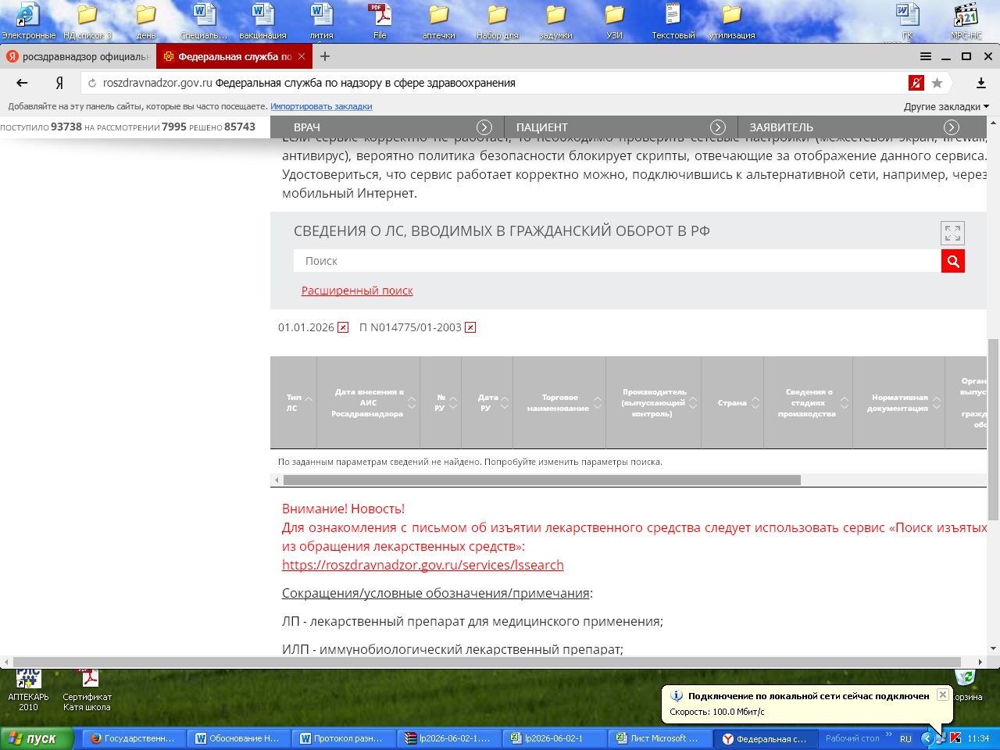 Электронные
НД список 3
день
Специаль...
вакцинация
лития
File
аптечки
Набор для
задумки
УЗИ
Текстовый
утилизация
ГК
МРС-НС
росздравнадзор официальн
Федеральная служба по
roszdravnadzor.gov.ru Федеральная служба по надзору в сфере здравоохранения
Добавляйте на эту панель сайты, которые вы часто посещаете. Импортировать закладки
Другие закладки
ПОСТУПИЛО 93738 НА РАССМОТРЕНИИ 7995 РЕШЕНО 85743
ВРАЧ
ПАЦИЕНТ
ЗАЯВИТЕЛЬ
Если сервис корректно не работает, то необходимо проверить сетевые настройки (межсетевой экран, firewall,
антивирус), вероятно политика безопасности блокирует скрипты, отвечающие за отображение данного сервиса.
Удостовериться, что сервис работает корректно можно, подключившись к альтернативной сети, например, через
мобильный Интернет.
СВЕДЕНИЯ О ЛС, ВВОДИМЫХ В ГРАЖДАНСКИЙ ОБОРОТ В РФ
Поиск
Расширенный поиск
01.01.2026
П N014775/01-2003
Тип
ЛС
Дата внесения в
АИС
Росздравнадзора
№
РУ
Дата
РУ
Торговое
наименование
Производитель
(выпускающий
контроль)
Страна
Сведения о
стадиях
производства
Нормативная
документация
Орган
выпуст
гражд
обо
По заданным параметрам сведений не найдено. Попробуйте изменить параметры поиска.
Внимание! Новость!
Для ознакомления с письмом об изъятии лекарственного средства следует использовать сервис «Поиск изъятых
из обращения лекарственных средств»:
https://roszdravnadzor.gov.ru/services/lssearch
Сокращения/условные обозначения/примечания:
ЛП - лекарственный препарат для медицинского применения;
ИЛП - иммунобиологический лекарственный препарат;
АПТЕКАРЬ
2010
Сертификат
Катя школа
орзина
Подключение по локальной сети сейчас подключен
Скорость: 100.0 Мбит/с
пуск
Государственн...
Обоснование Н...
Протокол разн...
lp2026-06-02-1....
lp2026-06-02-1
Лист Microsoft ...
Федеральная с...
Рабочий стол
RU
11:34